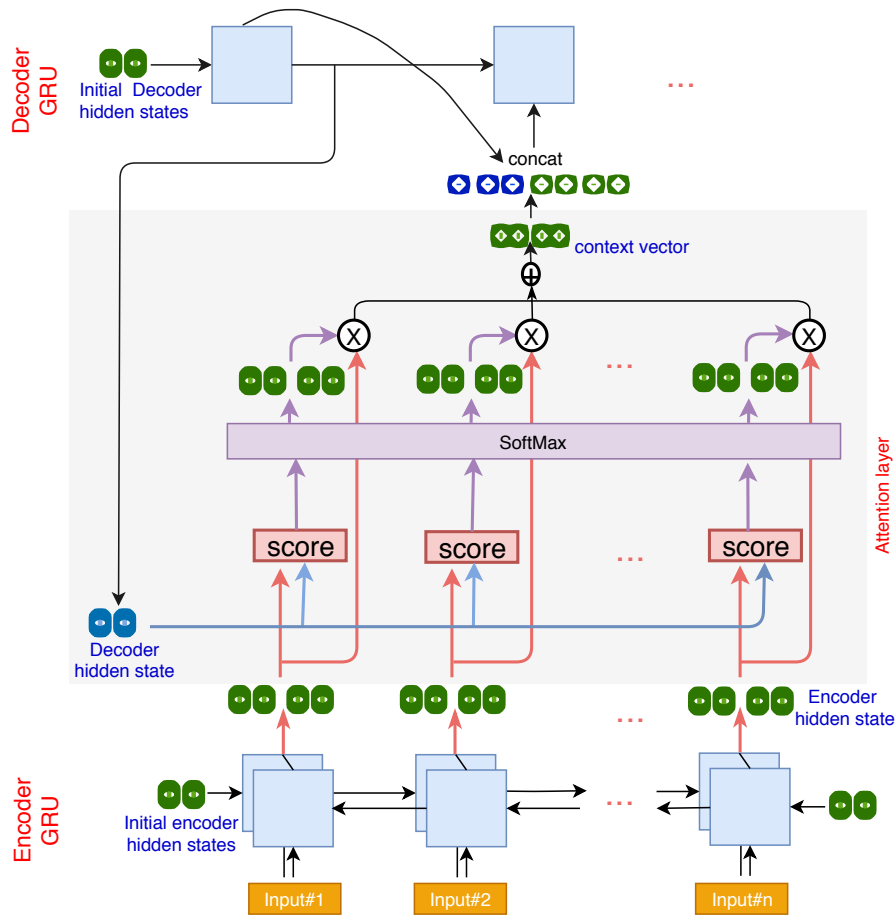 Decoder
GRU
Initial Decoder
hidden states
...
concat
context vector
X
X
X
...
SoftMax
Attention layer
score
score
score
...
Decoder
hidden state
Encoder
hidden state
...
Encoder
GRU
Initial encoder
hidden states
...
Input#1
Input#2
Input#n